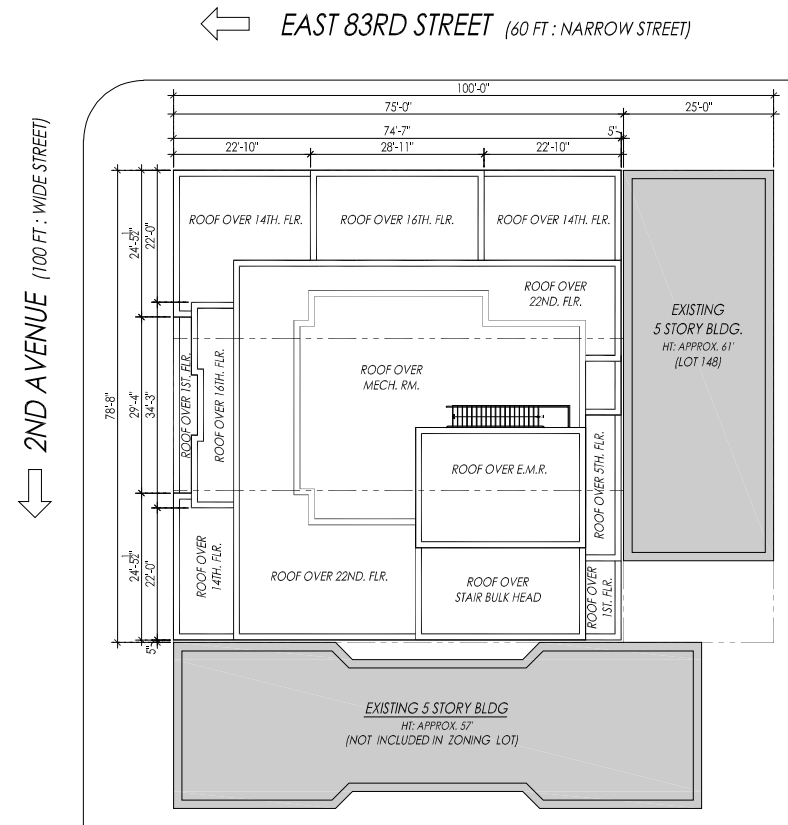 EAST 83RD STREET (60 FT : NARROW STREET)
100'-0"
75'-0"
25'-0"
74'-7"
5"
22'-10"
28'-11"
22'-10"
2ND AVENUE (100 FT : WIDE STREET)
78'-8"
24'-5½"
22'-0"
29'-4"
34'-3"
24'-5½"
22'-0"
5"
ROOF OVER 14TH. FLR.
ROOF OVER 16TH. FLR.
ROOF OVER 14TH. FLR.
ROOF OVER
22ND. FLR.
ROOF OVER 1ST. FLR.
ROOF OVER 16TH. FLR.
ROOF OVER
MECH. RM.
EXISTING
5 STORY BLDG.
HT: APPROX. 61'
(LOT 148)
ROOF OVER E.M.R.
ROOF OVER 5TH. FLR.
ROOF OVER
14TH. FLR.
ROOF OVER 22ND. FLR.
ROOF OVER
STAIR BULK HEAD
ROOF OVER
1ST. FLR.
EXISTING 5 STORY BLDG
HT: APPROX. 57'
(NOT INCLUDED IN ZONING LOT)